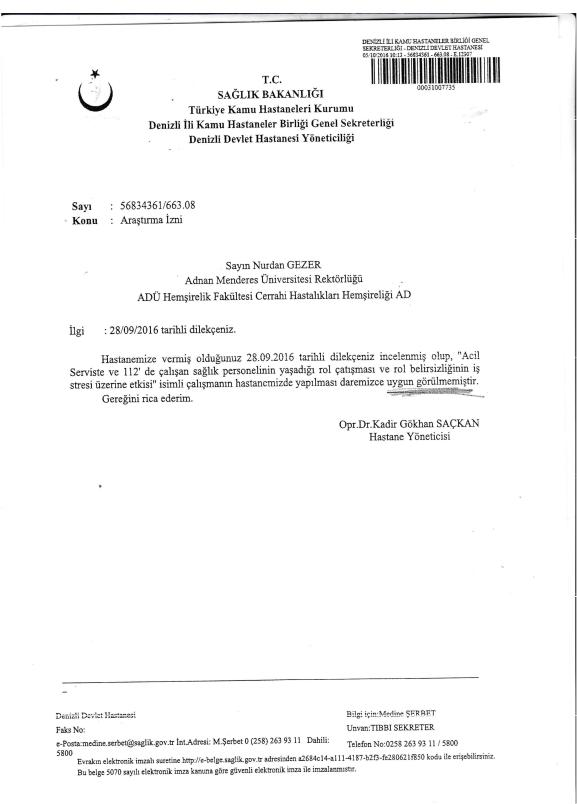 DENİZLİ İLİ KAMU HASTANELER BİRLİĞİ GENEL
SEKRETERLİĞİ - DENİZLİ DEVLET HASTANESİ
05/10/2016 10:12 - 56834361 - 663.08 - E.12307
00031007735
T.C.
SAĞLIK BAKANLIĞI
Türkiye Kamu Hastaneleri Kurumu
Denizli İli Kamu Hastaneler Birliği Genel Sekreterliği
Denizli Devlet Hastanesi Yöneticiliği
Sayı : 56834361/663.08
Konu : Araştırma İzni
Sayın Nurdan GEZER
Adnan Menderes Üniversitesi Rektörlüğü
ADÜ Hemşirelik Fakültesi Cerrahi Hastalıkları Hemşireliği AD
İlgi : 28/09/2016 tarihli dilekçeniz.
Hastanemize vermiş olduğunuz 28.09.2016 tarihli dilekçeniz incelenmiş olup, "Acil
Serviste ve 112' de çalışan sağlık personelinin yaşadığı rol çatışması ve rol belirsizliğinin iş
stresi üzerine etkisi" isimli çalışmanın hastanemizde yapılması daremizce uygun görülmemiştir.
Gereğini rica ederim.
Opr.Dr.Kadir Gökhan SAÇKAN
Hastane Yöneticisi
Denizli Devlet Hastanesi
Bilgi için:Medine ŞERBET
Faks No:
Unvan:TIBBI SEKRETER
e-Posta:medine.serbet@saglik.gov.tr İnt.Adresi: M.Şerbet 0 (258) 263 93 11 Dahili:
5800
Telefon No:0258 263 93 11 / 5800
Evrakın elektronik imzalı suretine http://e-belge.saglik.gov.tr adresinden a2684c14-a111-4187-b2f3-fe280621f850 kodu ile erişebilirsiniz.
Bu belge 5070 sayılı elektronik imza kanuna göre güvenli elektronik imza ile imzalanmıştır.